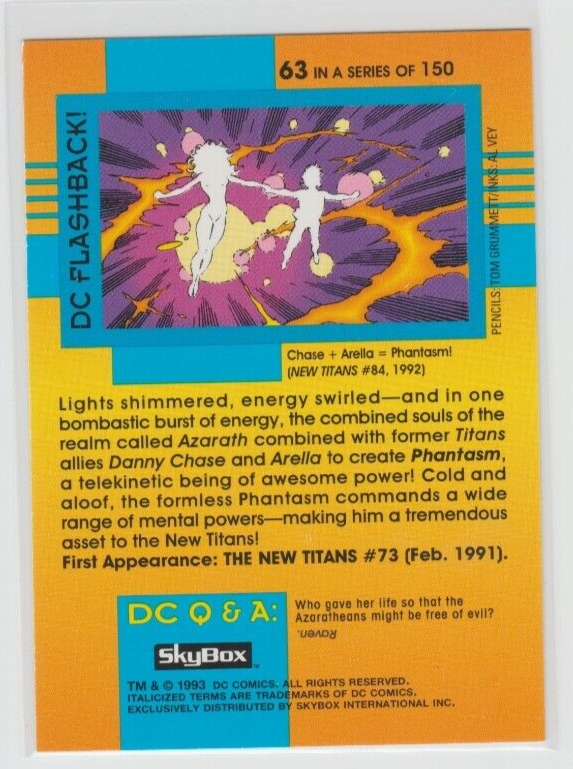 63 IN A SERIES OF 150
DC FLASHBACK!
PENCILS: TOM GRUMMETT/INKS: AL VEY
Chase + Arella = Phantasm!
(NEW TITANS #84, 1992)
Lights shimmered, energy swirled—and in one
bombastic burst of energy, the combined souls of the
realm called Azarath combined with former Titans
allies Danny Chase and Arella to create Phantasm,
a telekinetic being of awesome power! Cold and
aloof, the formless Phantasm commands a wide
range of mental powers—making him a tremendous
asset to the New Titans!
First Appearance: THE NEW TITANS #73 (Feb. 1991).
DC Q & A:
Who gave her life so that the
Azaratheans might be free of evil?
Raven.
SkyBox™
TM & © 1993 DC COMICS. ALL RIGHTS RESERVED.
ITALICIZED TERMS ARE TRADEMARKS OF DC COMICS.
EXCLUSIVELY DISTRIBUTED BY SKYBOX INTERNATIONAL INC.